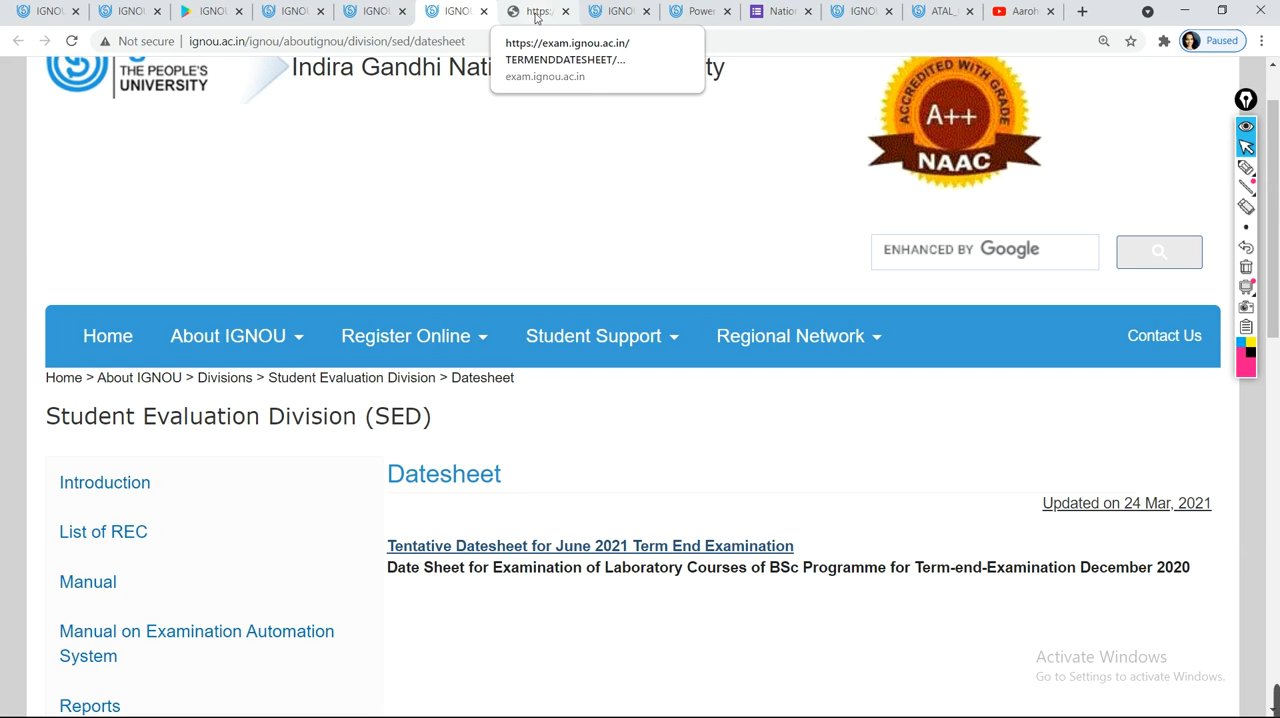 IGNOU
IGNOU
IGNO
IGNOU
IGNOU
IGNOU
https:/
IGNO
Power
Natio
IGNOU
ATAL_
Aaroh
Not secure
ignou.ac.in/ignou/aboutignou/division/sed/datesheet
Paused
https://exam.ignou.ac.in/
TERMENDDATESHEET/...
exam.ignou.ac.in
THE PEOPLE'S
UNIVERSITY
Indira Gandhi Nati ty
ACCREDITED WITH GRADE
A++
NAAC
ENHANCED BY Google
Home
About IGNOU
Register Online
Student Support
Regional Network
Contact Us
Home > About IGNOU > Divisions > Student Evaluation Division > Datesheet
Student Evaluation Division (SED)
Introduction
List of REC
Manual
Manual on Examination Automation
System
Reports
Datesheet
Updated on 24 Mar, 2021
Tentative Datesheet for June 2021 Term End Examination
Date Sheet for Examination of Laboratory Courses of BSc Programme for Term-end-Examination December 2020
Activate Windows
Go to Settings to activate Windows.